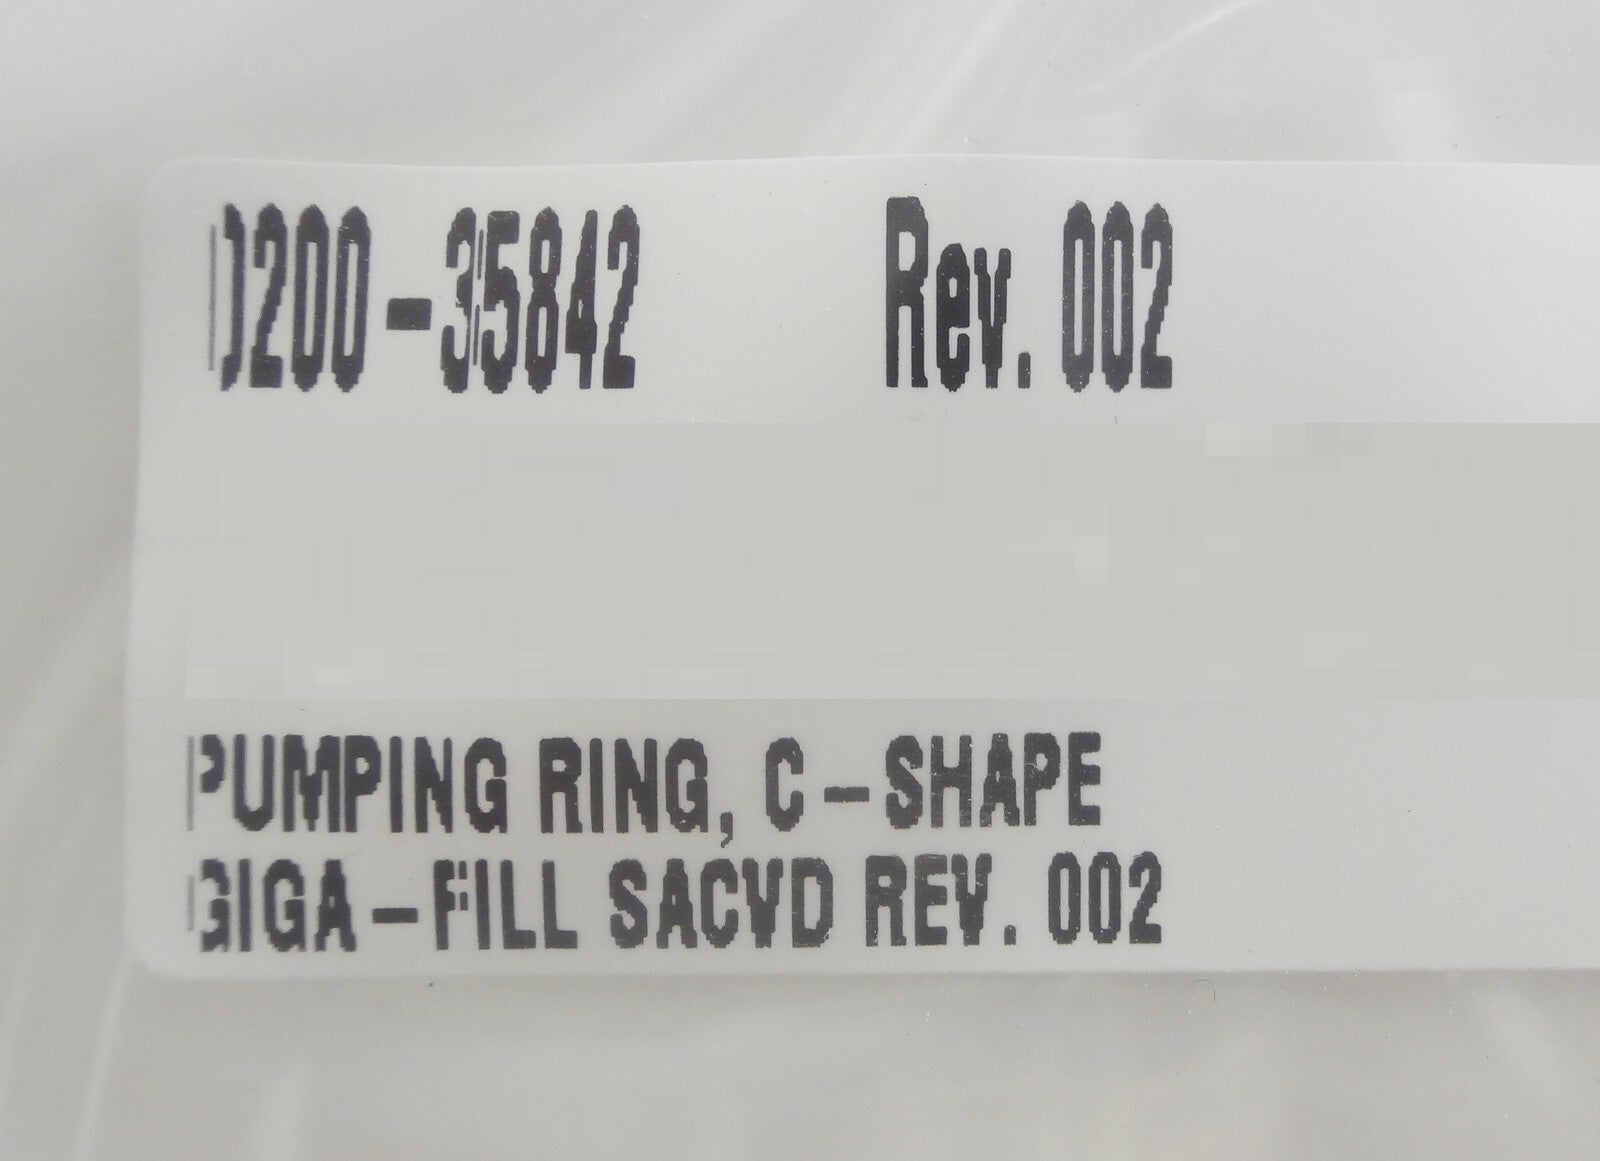 0200-35842 Rev. 002
PUMPING RING, C-SHAPE
GIGA-FILL SACVD REV. 002